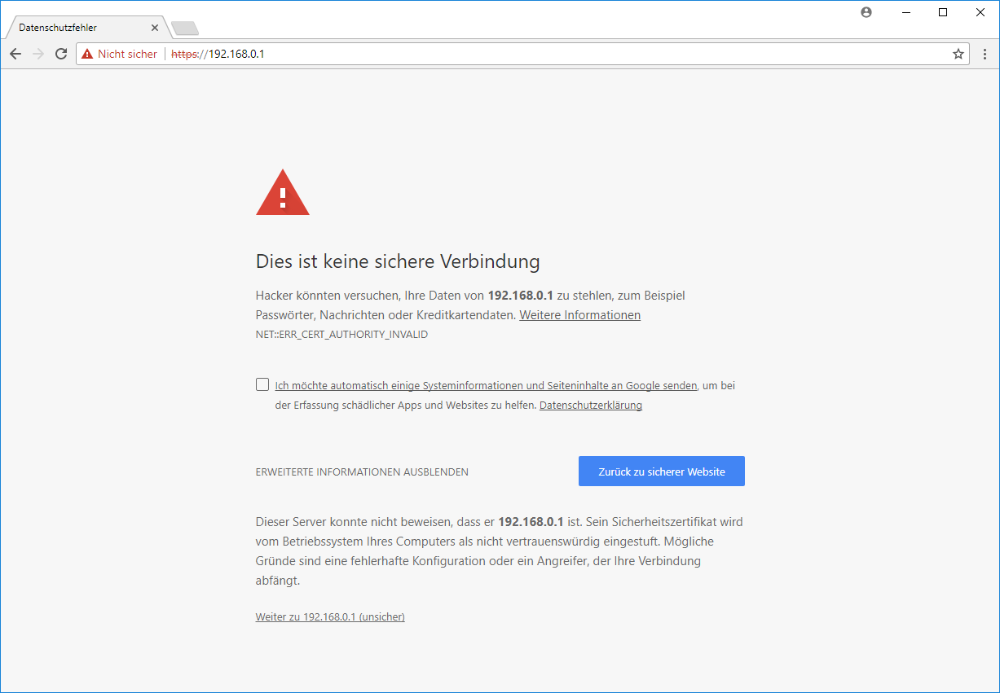 Datenschutzfehler
Nicht sicher https://192.168.0.1
Dies ist keine sichere Verbindung
Hacker könnten versuchen, Ihre Daten von 192.168.0.1 zu stehlen, zum Beispiel
Passwörter, Nachrichten oder Kreditkartendaten. Weitere Informationen
NET::ERR_CERT_AUTHORITY_INVALID
Ich möchte automatisch einige Systeminformationen und Seiteninhalte an Google senden, um bei
der Erfassung schädlicher Apps und Websites zu helfen. Datenschutzerklärung
ERWEITERTE INFORMATIONEN AUSBLENDEN
Zurück zu sicherer Website
Dieser Server konnte nicht beweisen, dass er 192.168.0.1 ist. Sein Sicherheitszertifikat wird
vom Betriebssystem Ihres Computers als nicht vertrauenswürdig eingestuft. Mögliche
Gründe sind eine fehlerhafte Konfiguration oder ein Angreifer, der Ihre Verbindung
abfängt.
Weiter zu 192.168.0.1 (unsicher)